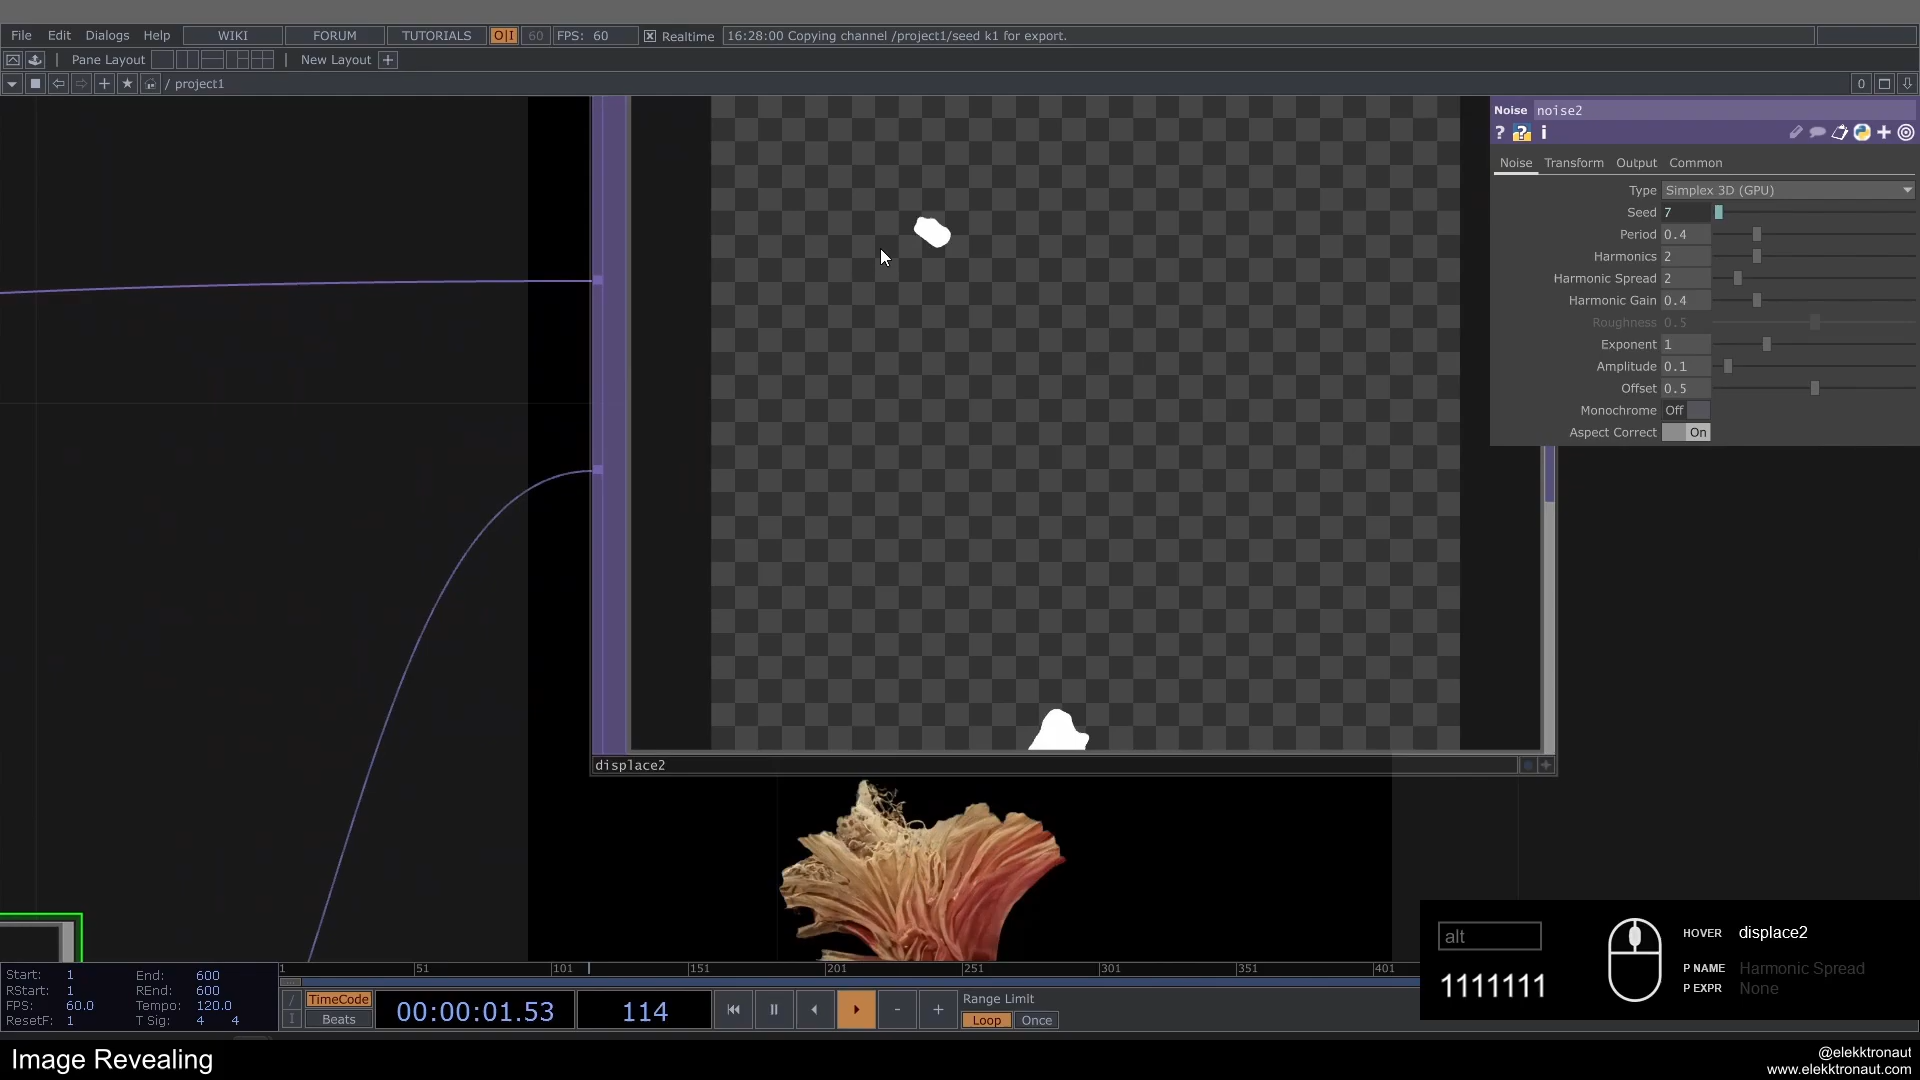 File Edit Dialogs Help WIKI FORUM TUTORIALS O|I 60 FPS: 60 Realtime 16:28:00 Copying channel /project1/seed k1 for export.
Pane Layout New Layout +
/ project1 0
Noise noise2
? ? i
Noise Transform Output Common
Type Simplex 3D (GPU)
Seed 7
Period 0.4
Harmonics 2
Harmonic Spread 2
Harmonic Gain 0.4
Roughness 0.5
Exponent 1
Amplitude 0.1
Offset 0.5
Monochrome Off
Aspect Correct On
displace2
alt
1111111
HOVER displace2
P NAME Harmonic Spread
P EXPR None
1 51 101 151 201 251 301 351 401
Start: 1 End: 600
RStart: 1 REnd: 600
FPS: 60.0 Tempo: 120.0
ResetF: 1 T Sig: 4 4
TimeCode
Beats
00:00:01.53 114
- +
Range Limit
Loop Once
Image Revealing
@elekktronaut
www.elekktronaut.com